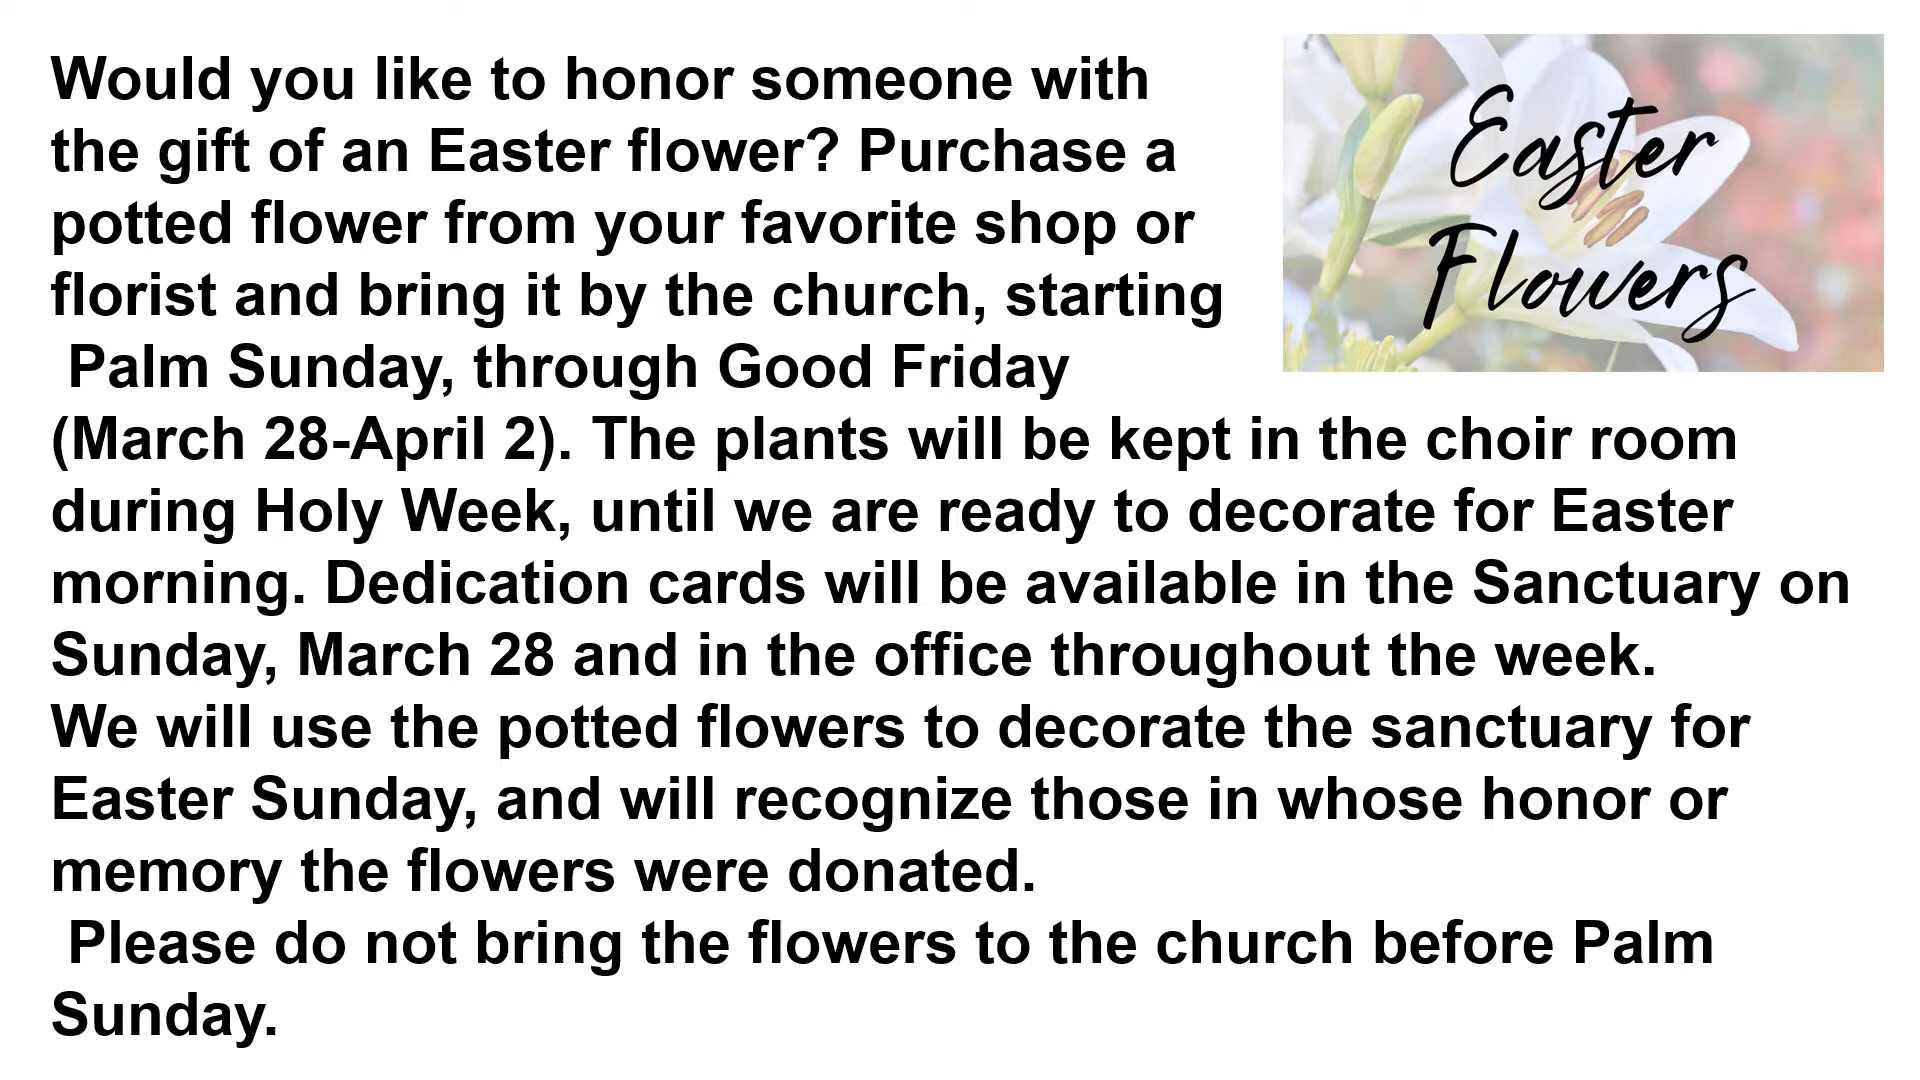 Would you like to honor someone with
the gift of an Easter flower? Purchase a
potted flower from your favorite shop or
florist and bring it by the church, starting
Palm Sunday, through Good Friday
(March 28-April 2). The plants will be kept in the choir room
during Holy Week, until we are ready to decorate for Easter
morning. Dedication cards will be available in the Sanctuary on
Sunday, March 28 and in the office throughout the week.
We will use the potted flowers to decorate the sanctuary for
Easter Sunday, and will recognize those in whose honor or
memory the flowers were donated.
Please do not bring the flowers to the church before Palm
Sunday.
Easter
Flowers